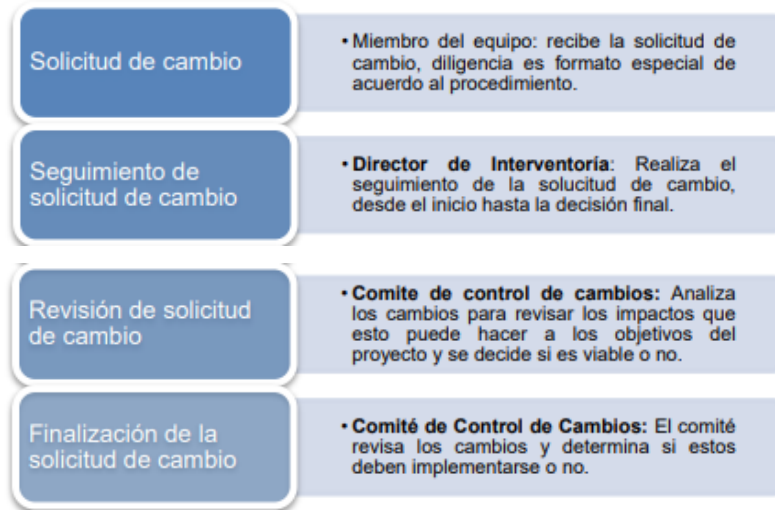 Solicitud de cambio
• Miembro del equipo: recibe la solicitud de
cambio, diligencia es formato especial de
acuerdo al procedimiento.
Seguimiento de
solicitud de cambio
• Director de Interventoría: Realiza el
seguimiento de la solucitud de cambio,
desde el inicio hasta la decisión final.
Revisión de solicitud
de cambio
• Comite de control de cambios: Analiza
los cambios para revisar los impactos que
esto puede hacer a los objetivos del
proyecto y se decide si es viable o no.
Finalización de la
solicitud de cambio
• Comité de Control de Cambios: El comité
revisa los cambios y determina si estos
deben implementarse o no.